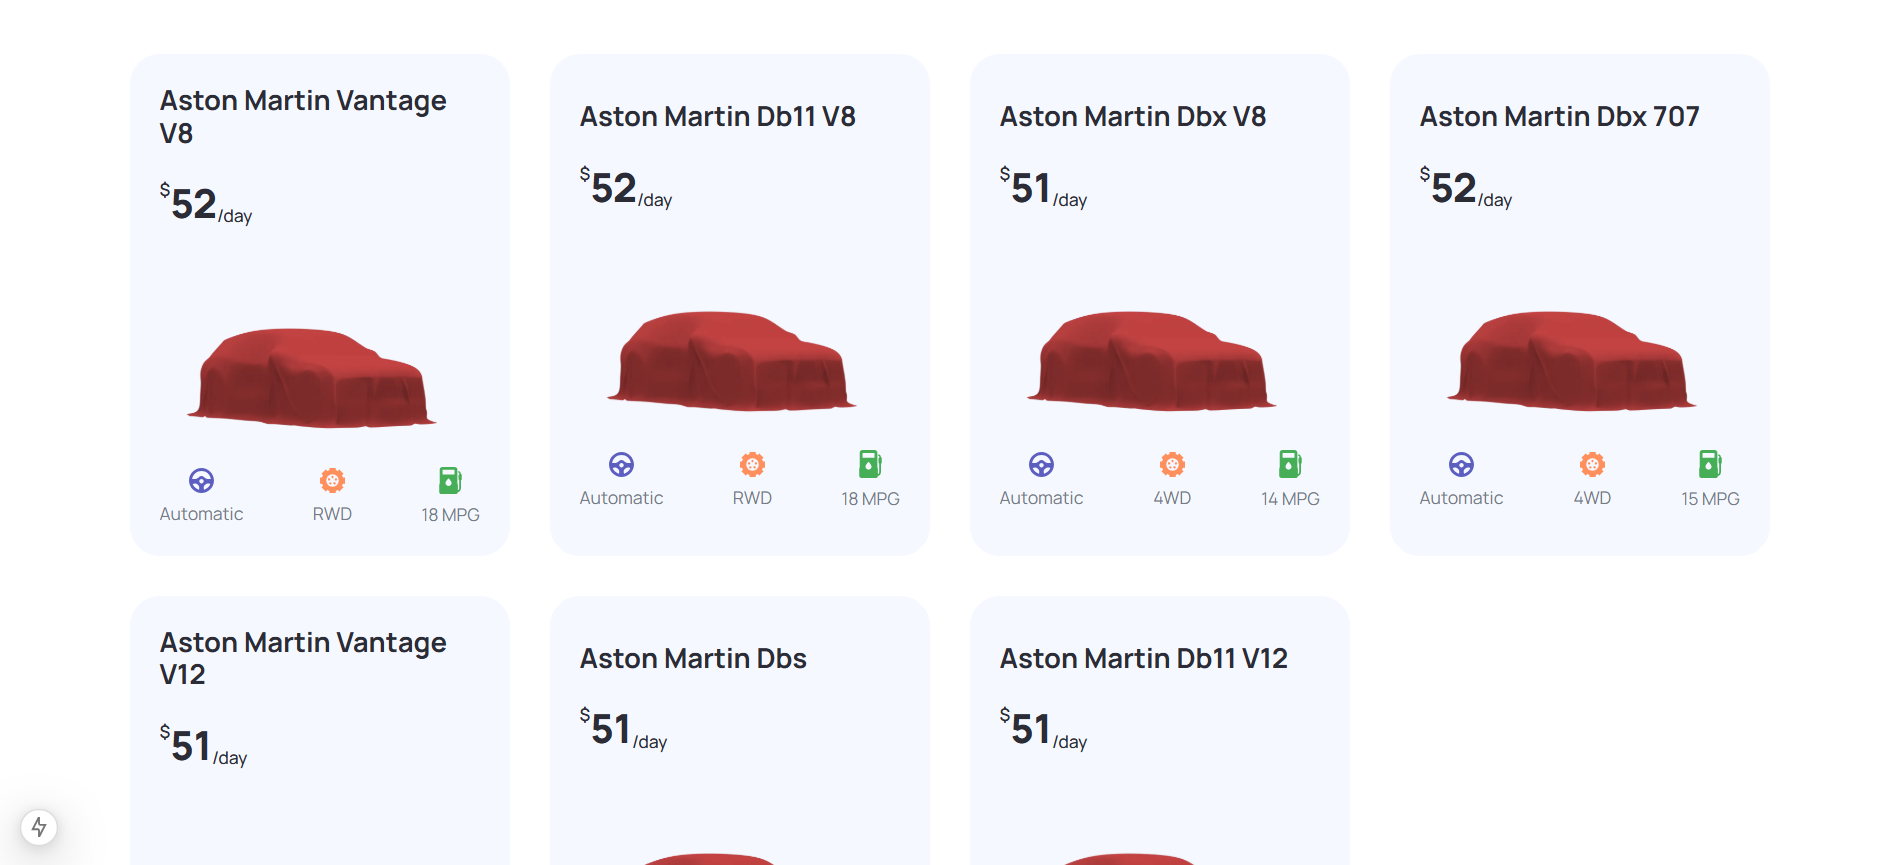 Aston Martin Vantage
V8
$52/day
Automatic RWD 18 MPG
Aston Martin Db11 V8
$52/day
Automatic RWD 18 MPG
Aston Martin Dbx V8
$51/day
Automatic 4WD 14 MPG
Aston Martin Dbx 707
$52/day
Automatic 4WD 15 MPG
Aston Martin Vantage
V12
$51/day
Aston Martin Dbs
$51/day
Aston Martin Db11 V12
$51/day